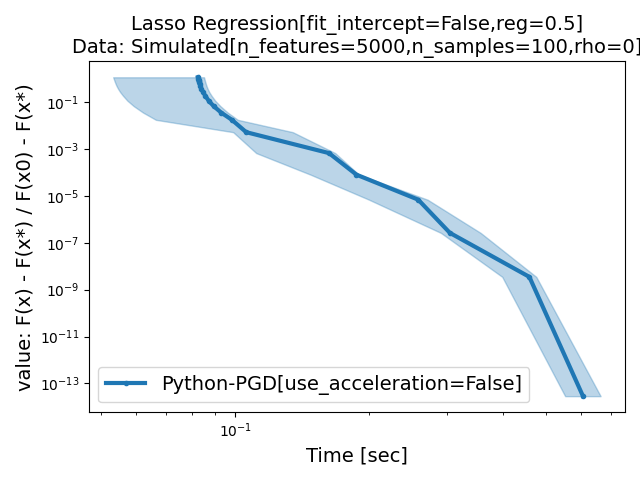 Lasso Regression[fit_intercept=False,reg=0.5]
Data: Simulated[n_features=5000,n_samples=100,rho=0]
value: F(x) - F(x*) / F(x0) - F(x*)
10⁻¹
10⁻³
10⁻⁵
10⁻⁷
10⁻⁹
10⁻¹¹
10⁻¹³
Python-PGD[use_acceleration=False]
10⁻¹
Time [sec]